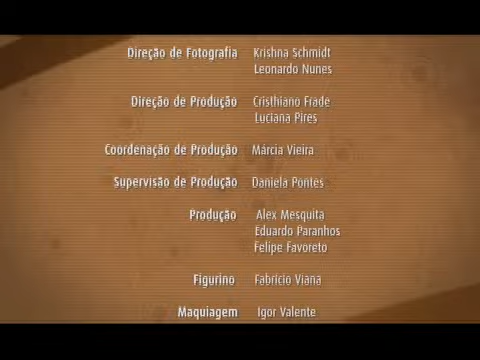 Direção de Fotografia Krishna Schmidt
Leonardo Nunes
Direção de Produção Cristhiano Frade
Luciana Pires
Coordenação de Produção Márcia Vieira
Supervisão de Produção Daniela Pontes
Produção Alex Mesquita
Eduardo Paranhos
Felipe Favoreto
Figurino Fabrício Viana
Maquiagem Igor Valente